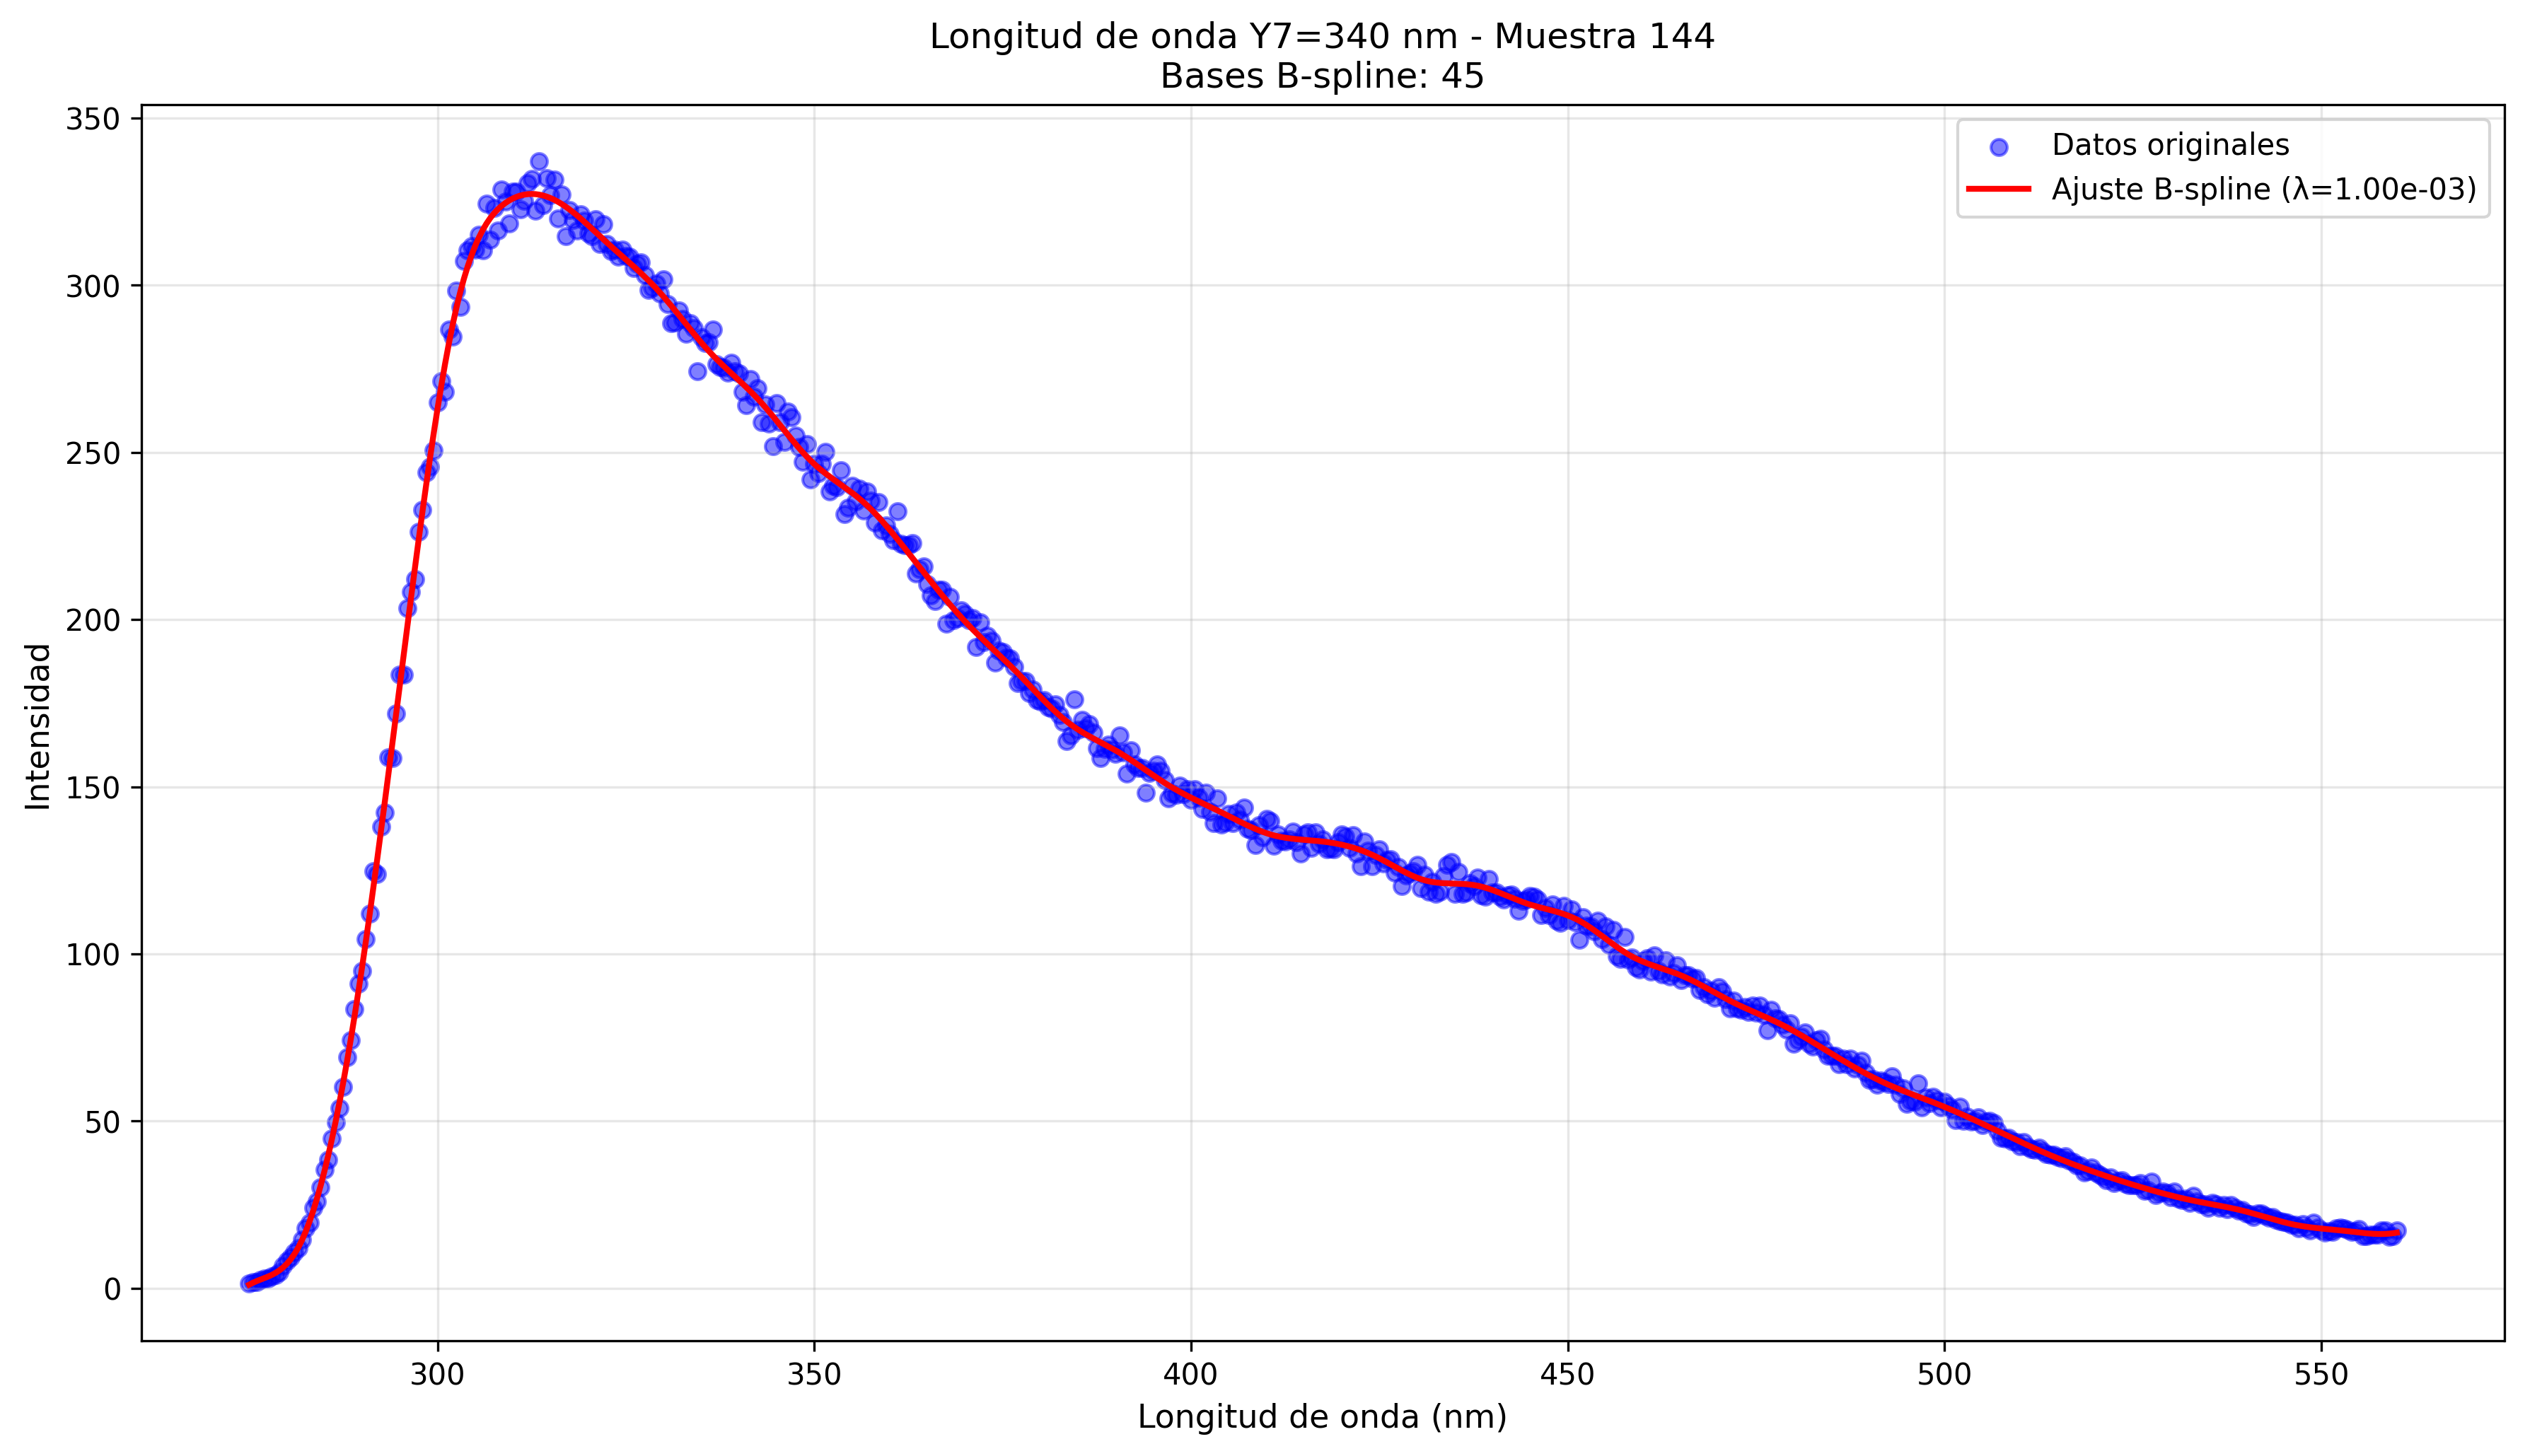 Longitud de onda Y7=340 nm - Muestra 144
Bases B-spline: 45
Datos originales
Ajuste B-spline (λ=1.00e-03)
Intensidad
350
300
250
200
150
100
50
0
300 350 400 450 500 550
Longitud de onda (nm)